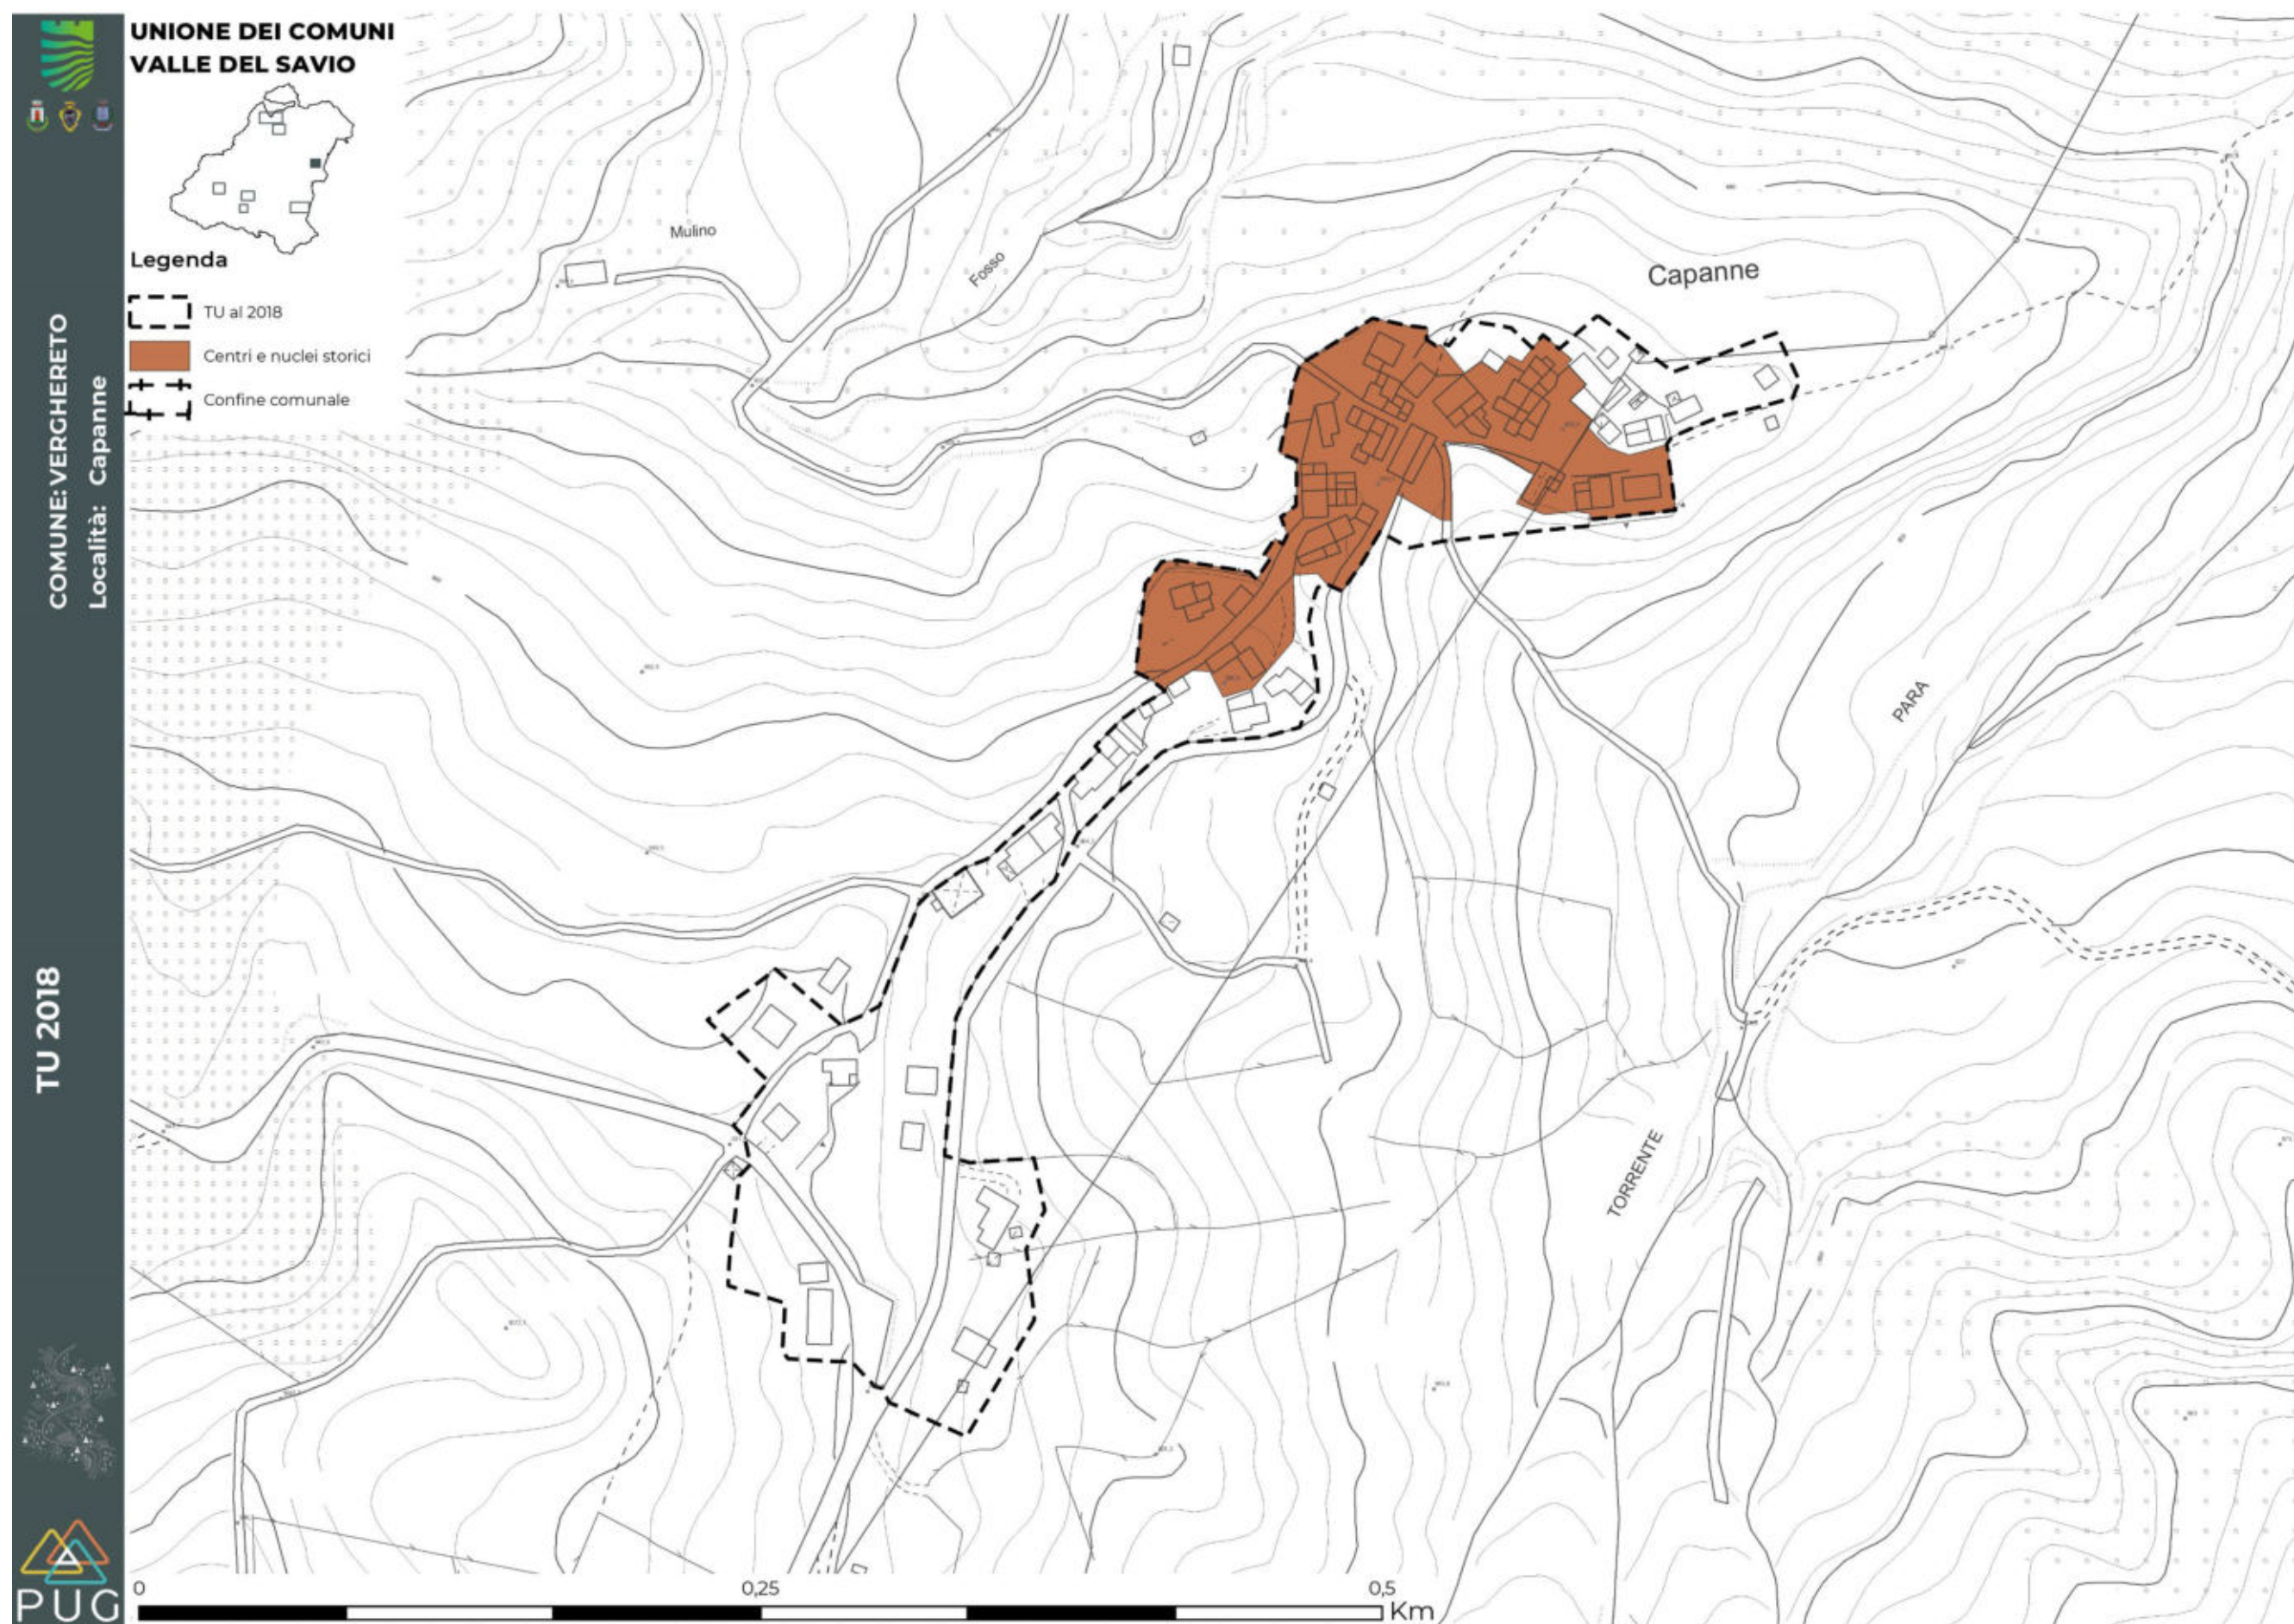 UNIONE DEI COMUNI
VALLE DEL SAVIO
Legenda
TU al 2018
Centri e nuclei storici
Confine comunale
COMUNE: VERGHERETO
Località: Capanne
TU 2018
PUG
Mulino
Fosso
Capanne
PARA
TORRENTE
0
0,25
0,5
Km